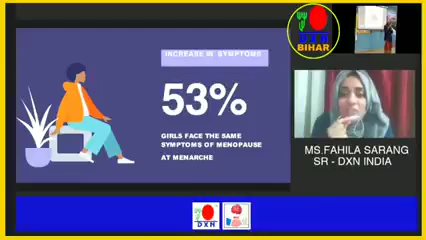 INCREASE IN SYMPTOMS
53%
GIRLS FACE THE SAME
SYMPTOMS OF MENOPAUSE
AT MENARCHE
DXN
BIHAR
MS.FAHILA SARANG
SR - DXN INDIA
DXN